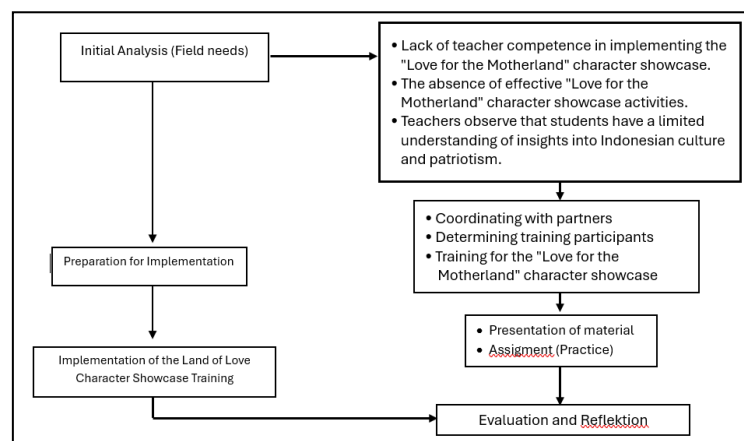 Initial Analysis (Field needs)
• Lack of teacher competence in implementing the
"Love for the Motherland" character showcase.
• The absence of effective "Love for the
Motherland" character showcase activities.
• Teachers observe that students have a limited
understanding of insights into Indonesian culture
and patriotism.
• Coordinating with partners
• Determining training participants
• Training for the "Love for the
Motherland" character showcase
Preparation for Implementation
• Presentation of material
• Assigment (Practice)
Implementation of the Land of Love
Character Showcase Training
Evaluation and Reflektion